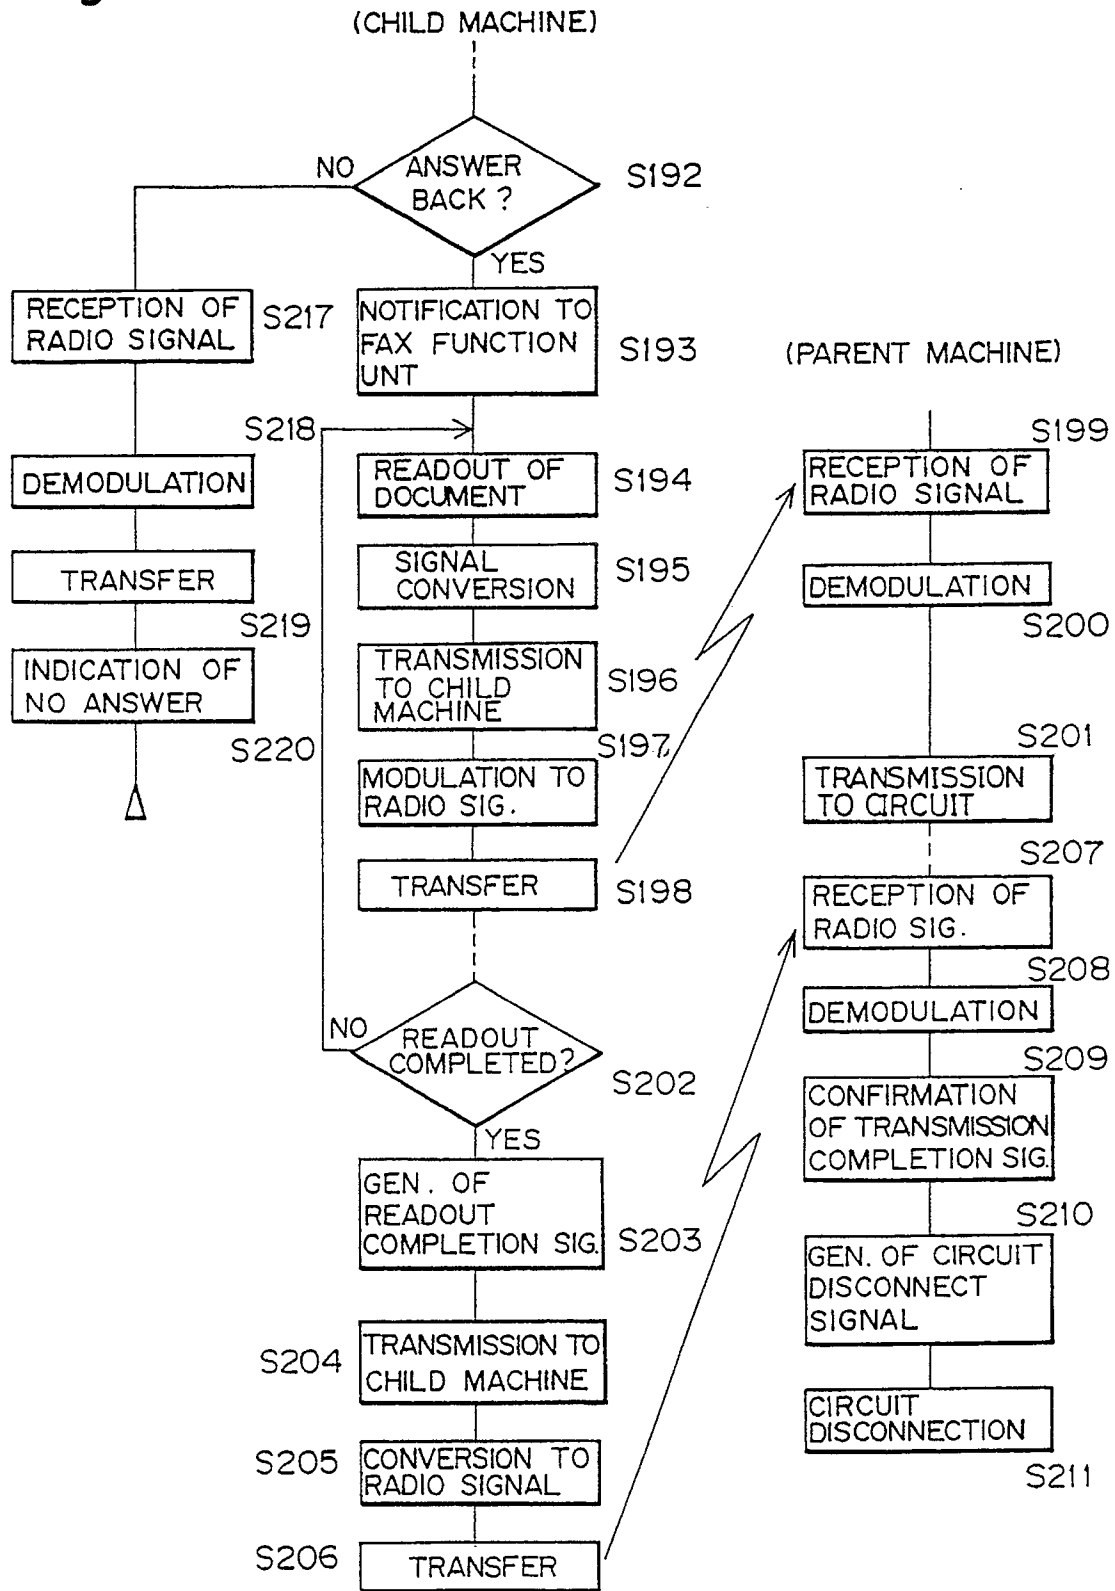 (CHILD MACHINE)
NO
ANSWER
BACK ?
S192
YES
RECEPTION OF
RADIO SIGNAL
S217
NOTIFICATION TO
FAX FUNCTION
UNT
S193
S218
DEMODULATION
READOUT OF
DOCUMENT
S194
TRANSFER
SIGNAL
CONVERSION
S195
S219
INDICATION OF
NO ANSWER
TRANSMISSION
TO CHILD
MACHINE
S196
S220
S197
MODULATION TO
RADIO SIG.
TRANSFER
S198
NO
READOUT
COMPLETED?
S202
YES
GEN. OF
READOUT
COMPLETION SIG.
S203
S204
TRANSMISSION TO
CHILD MACHINE
S205
CONVERSION TO
RADIO SIGNAL
S206
TRANSFER
(PARENT MACHINE)
S199
RECEPTION OF
RADIO SIGNAL
DEMODULATION
S200
S201
TRANSMISSION
TO CIRCUIT
S207
RECEPTION OF
RADIO SIG.
S208
DEMODULATION
S209
CONFIRMATION
OF TRANSMISSION
COMPLETION SIG.
S210
GEN. OF CIRCUIT
DISCONNECT
SIGNAL
CIRCUIT
DISCONNECTION
S211